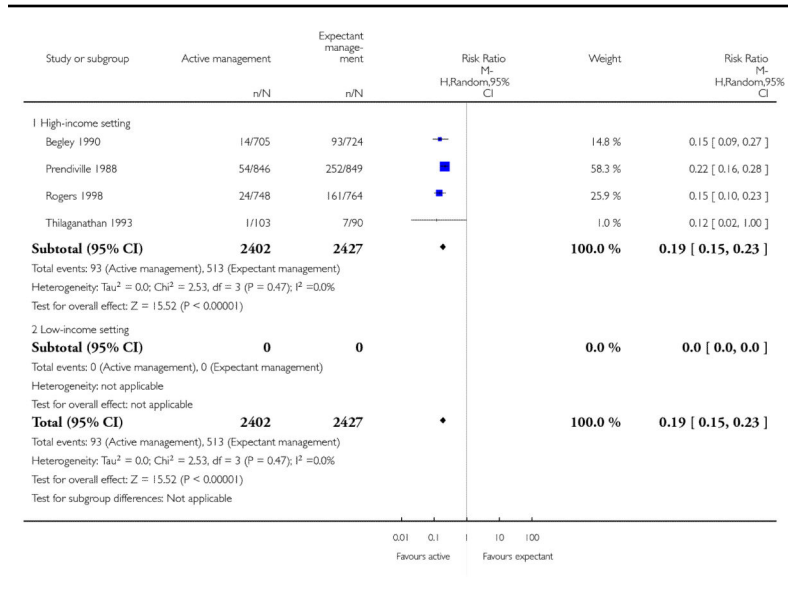 Study or subgroup Active management Expectant manage- ment Risk Ratio Weight Risk Ratio
M- H,Random,95% CI M- H,Random,95% CI
n/N n/N
1 High-income setting
Begley 1990 14/705 93/724 14.8 % 0.15 [ 0.09, 0.27 ]
Prendiville 1988 54/846 252/849 58.3 % 0.22 [ 0.16, 0.28 ]
Rogers 1998 24/748 161/764 25.9 % 0.15 [ 0.10, 0.23 ]
Thilaganathan 1993 1/103 7/90 1.0 % 0.12 [ 0.02, 1.00 ]
Subtotal (95% CI) 2402 2427 100.0 % 0.19 [ 0.15, 0.23 ]
Total events: 93 (Active management), 513 (Expectant management)
Heterogeneity: Tau² = 0.0; Chi² = 2.53, df = 3 (P = 0.47); I² =0.0%
Test for overall effect: Z = 15.52 (P < 0.00001)
2 Low-income setting
Subtotal (95% CI) 0 0 0.0 % 0.0 [ 0.0, 0.0 ]
Total events: 0 (Active management), 0 (Expectant management)
Heterogeneity: not applicable
Test for overall effect: not applicable
Total (95% CI) 2402 2427 100.0 % 0.19 [ 0.15, 0.23 ]
Total events: 93 (Active management), 513 (Expectant management)
Heterogeneity: Tau² = 0.0; Chi² = 2.53, df = 3 (P = 0.47); I² =0.0%
Test for overall effect: Z = 15.52 (P < 0.00001)
Test for subgroup differences: Not applicable
0.01 0.1 1 10 100
Favours active Favours expectant